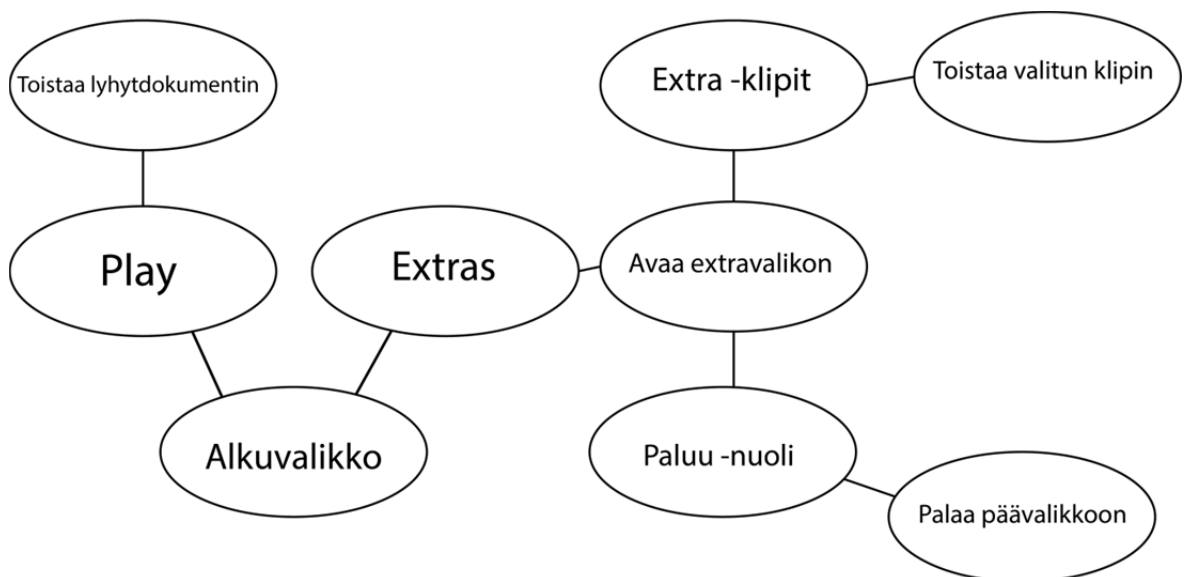 Toistaa lyhytdokumentin
Extra -klipit
Toistaa valitun klipin
Play
Extras
Avaa extravalikon
Alkuvalikko
Paluu -nuoli
Palaa päävalikkoon